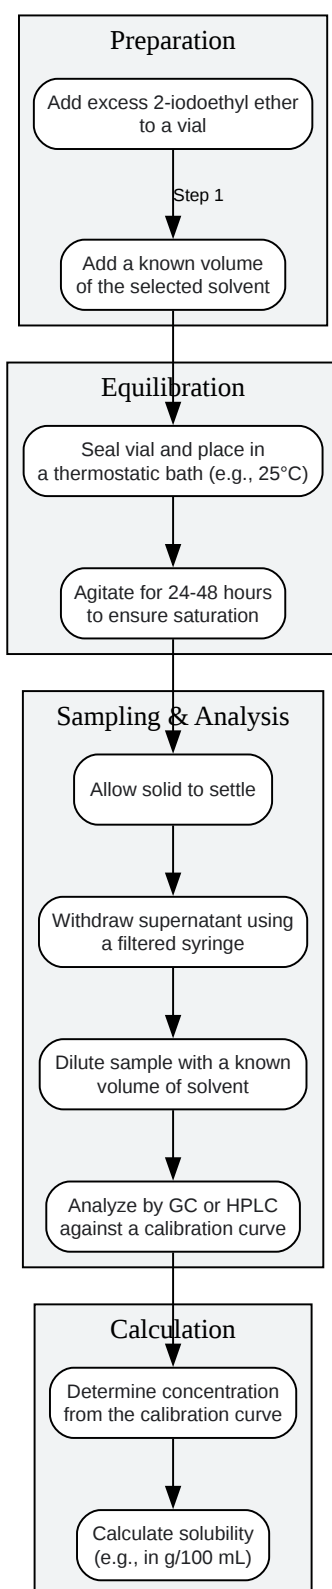 Preparation
Add excess 2-iodoethyl ether
to a vial
Step 1
Add a known volume
of the selected solvent
Equilibration
Seal vial and place in
a thermostatic bath (e.g., 25°C)
Agitate for 24-48 hours
to ensure saturation
Sampling & Analysis
Allow solid to settle
Withdraw supernatant using
a filtered syringe
Dilute sample with a known
volume of solvent
Analyze by GC or HPLC
against a calibration curve
Calculation
Determine concentration
from the calibration curve
Calculate solubility
(e.g., in g/100 mL)